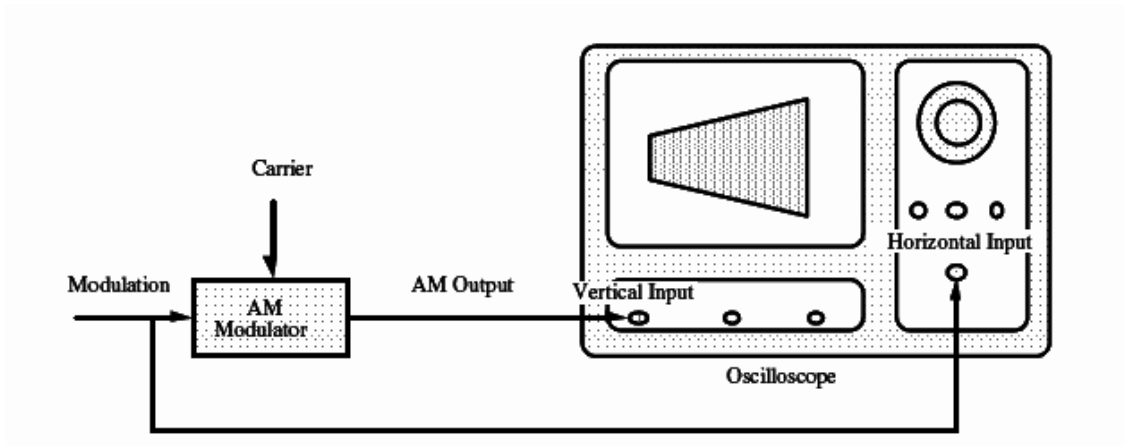 Carrier
Modulation
AM
Modulator
AM Output
Vertical Input
Horizontal Input
Oscilloscope